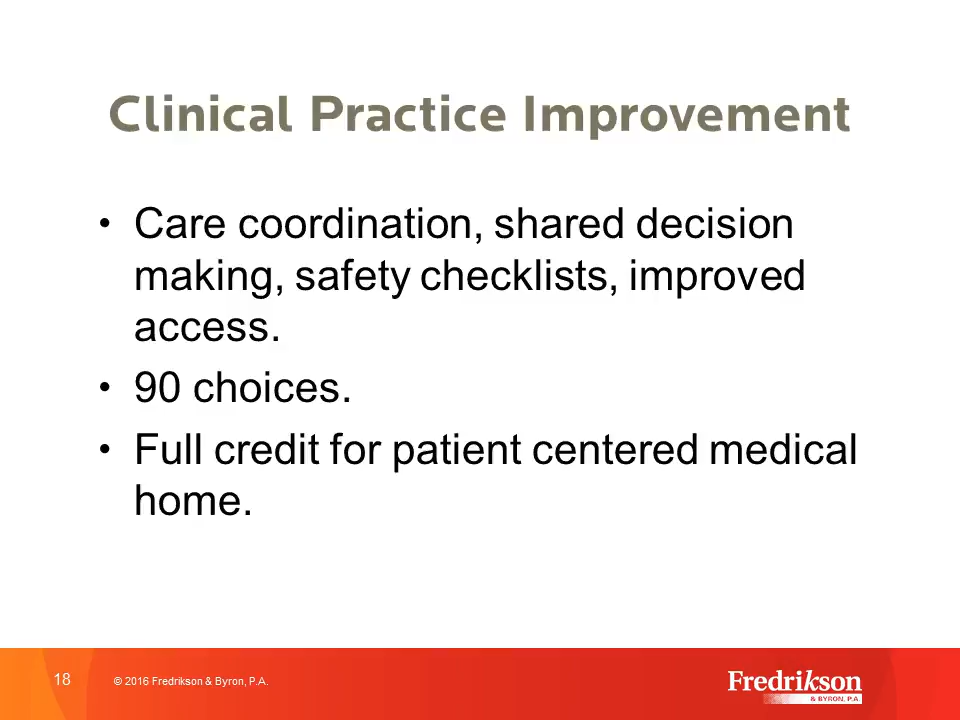 Clinical Practice Improvement
• Care coordination, shared decision
making, safety checklists, improved
access.
• 90 choices.
• Full credit for patient centered medical
home.
18
© 2016 Fredrikson & Byron, P.A.
Fredrikson
& BYRON, P.A.